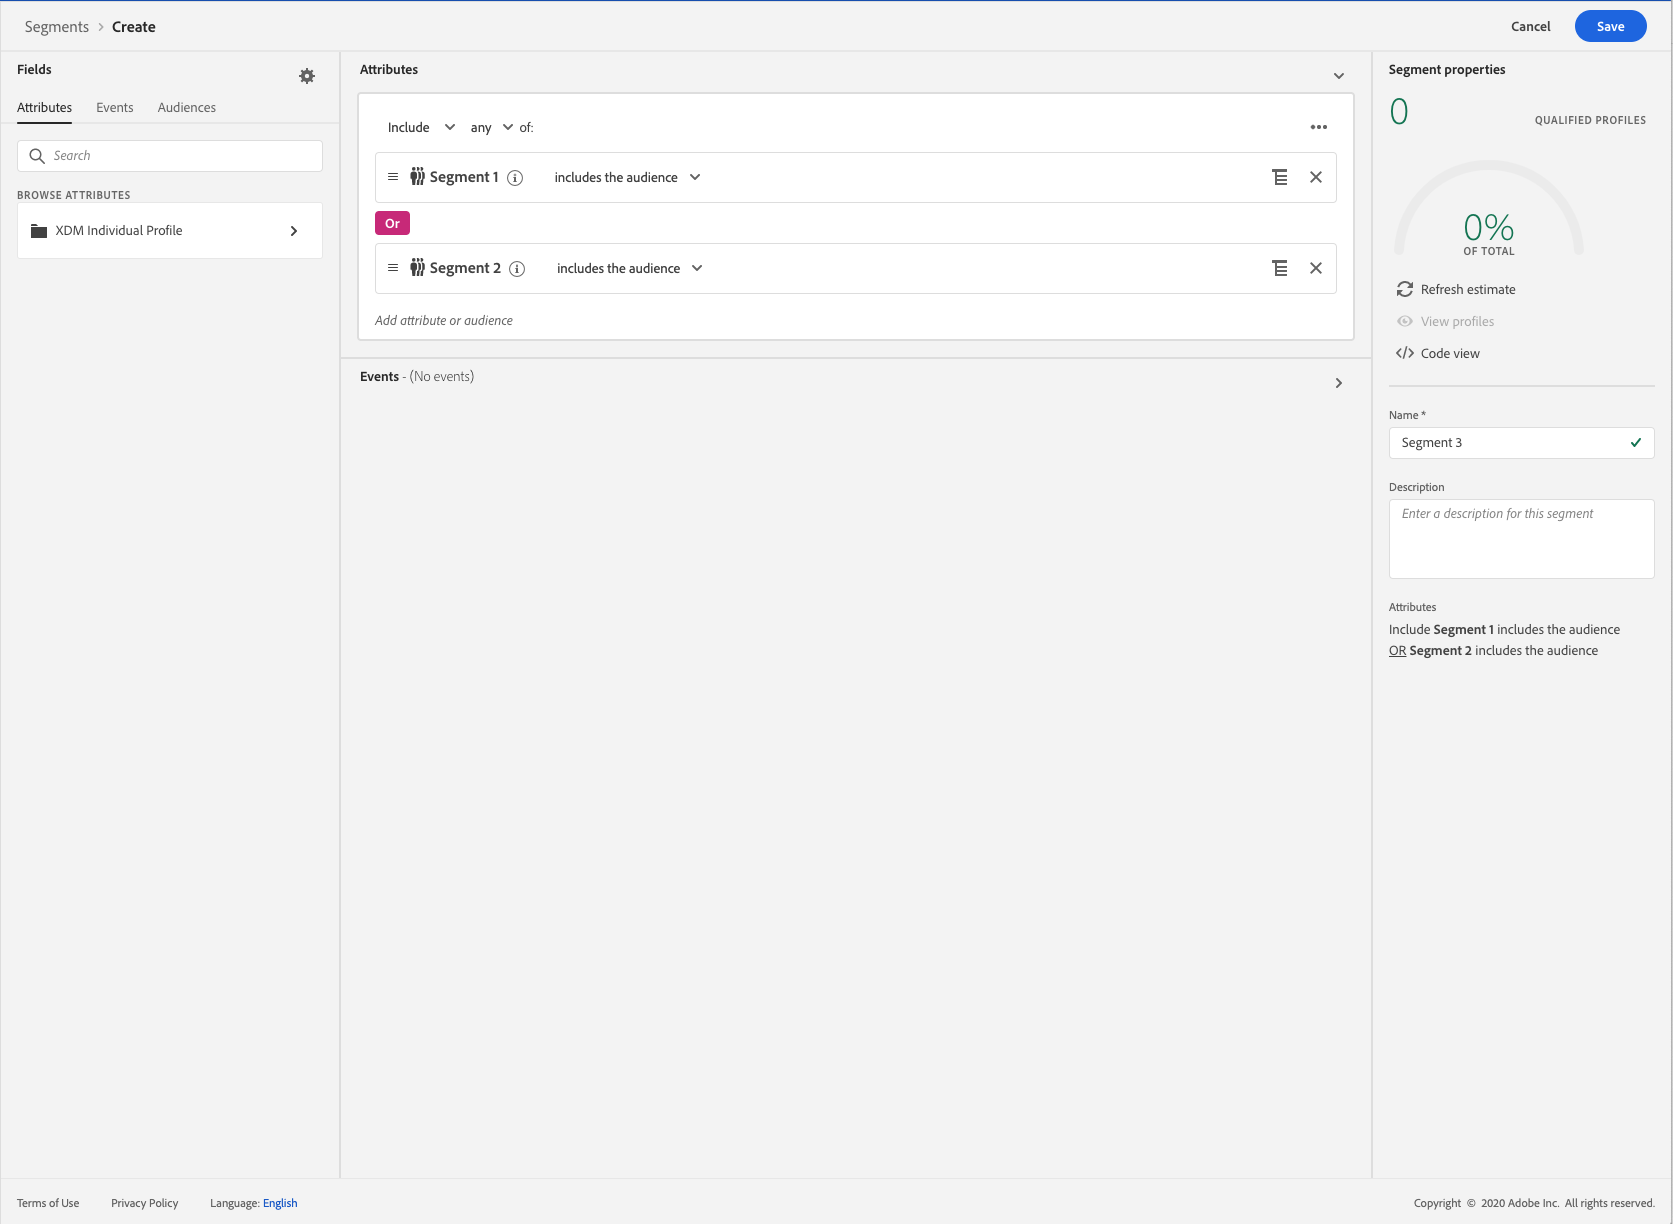 Segments › Create
Cancel
Save
Fields
Attributes
Events
Audiences
Search
BROWSE ATTRIBUTES
XDM Individual Profile
Attributes
Include any of:
Segment 1 includes the audience
Or
Segment 2 includes the audience
Add attribute or audience
Events - (No events)
Segment properties
0
QUALIFIED PROFILES
0%
OF TOTAL
Refresh estimate
View profiles
</> Code view
Name *
Segment 3
Description
Enter a description for this segment
Attributes
Include Segment 1 includes the audience
OR Segment 2 includes the audience
Terms of Use
Privacy Policy
Language: English
Copyright © 2020 Adobe Inc. All rights reserved.